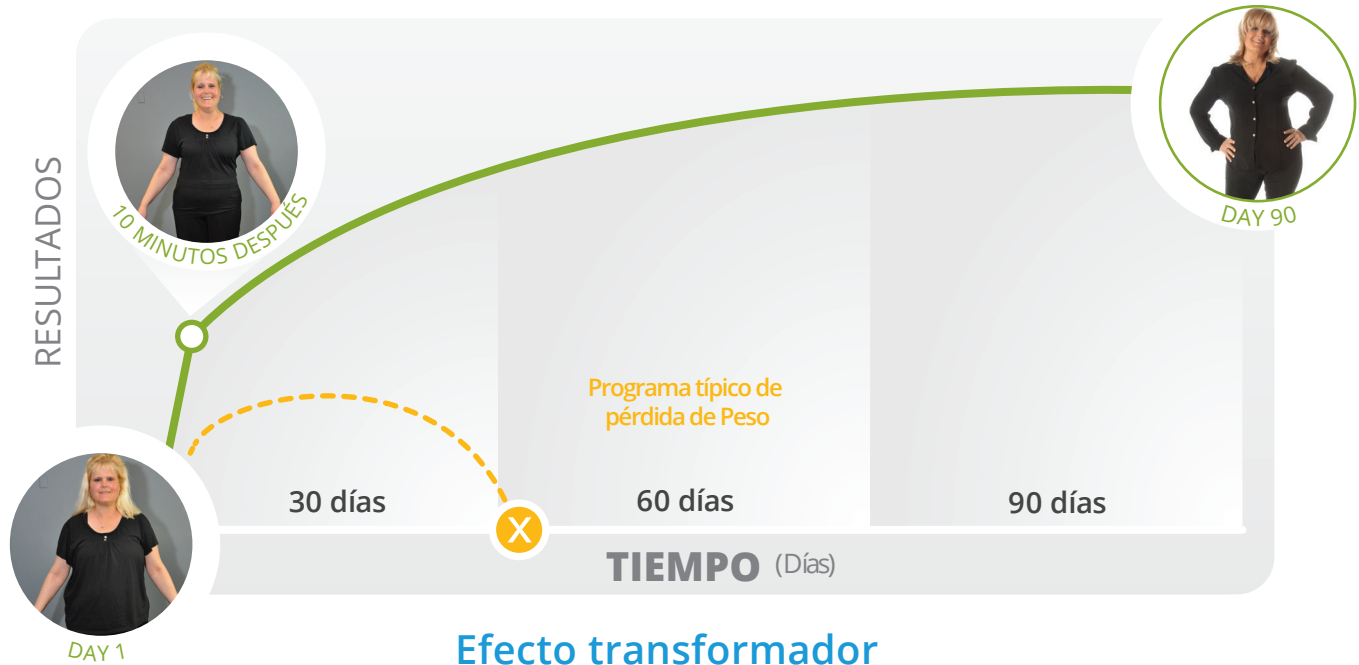 10 MINUTOS DESPUÉS
DAY 90
RESULTADOS
Programa típico de
pérdida de Peso
30 días
60 días
90 días
X
TIEMPO (Días)
DAY 1
Efecto transformador